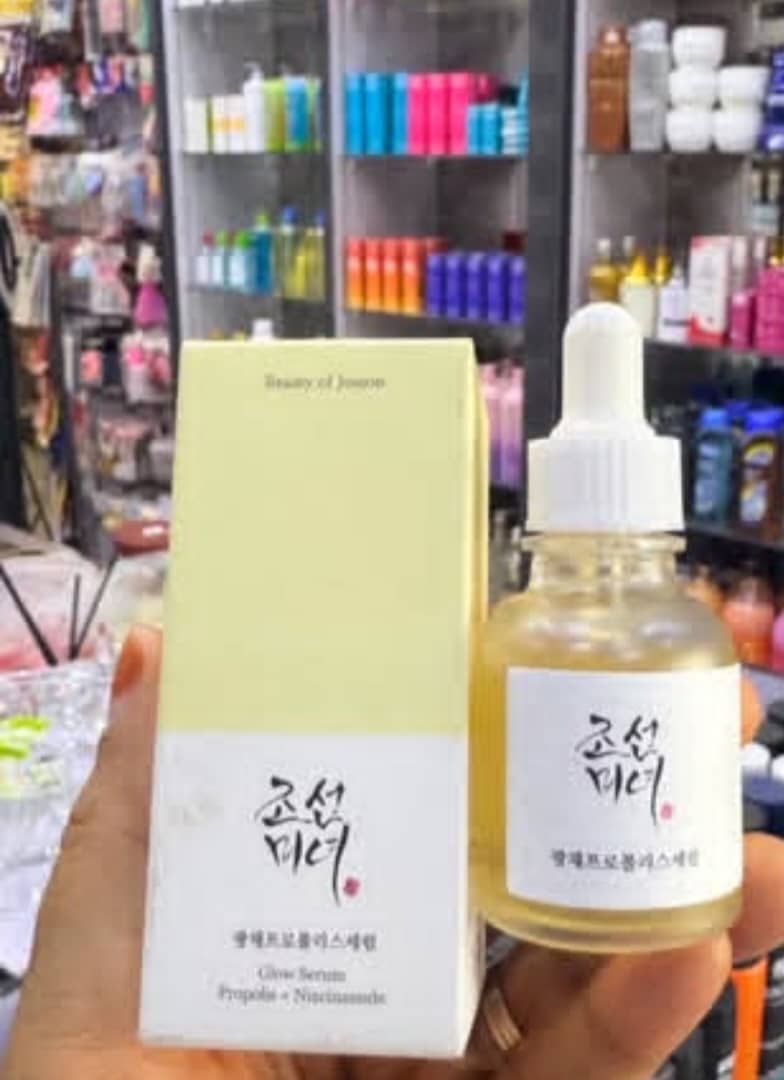 Beauty of Joseon
조선
미녀
광채프로폴리스세럼
Glow Serum
Propolis + Niacinamide
조선
미녀
광채프로폴리스세럼